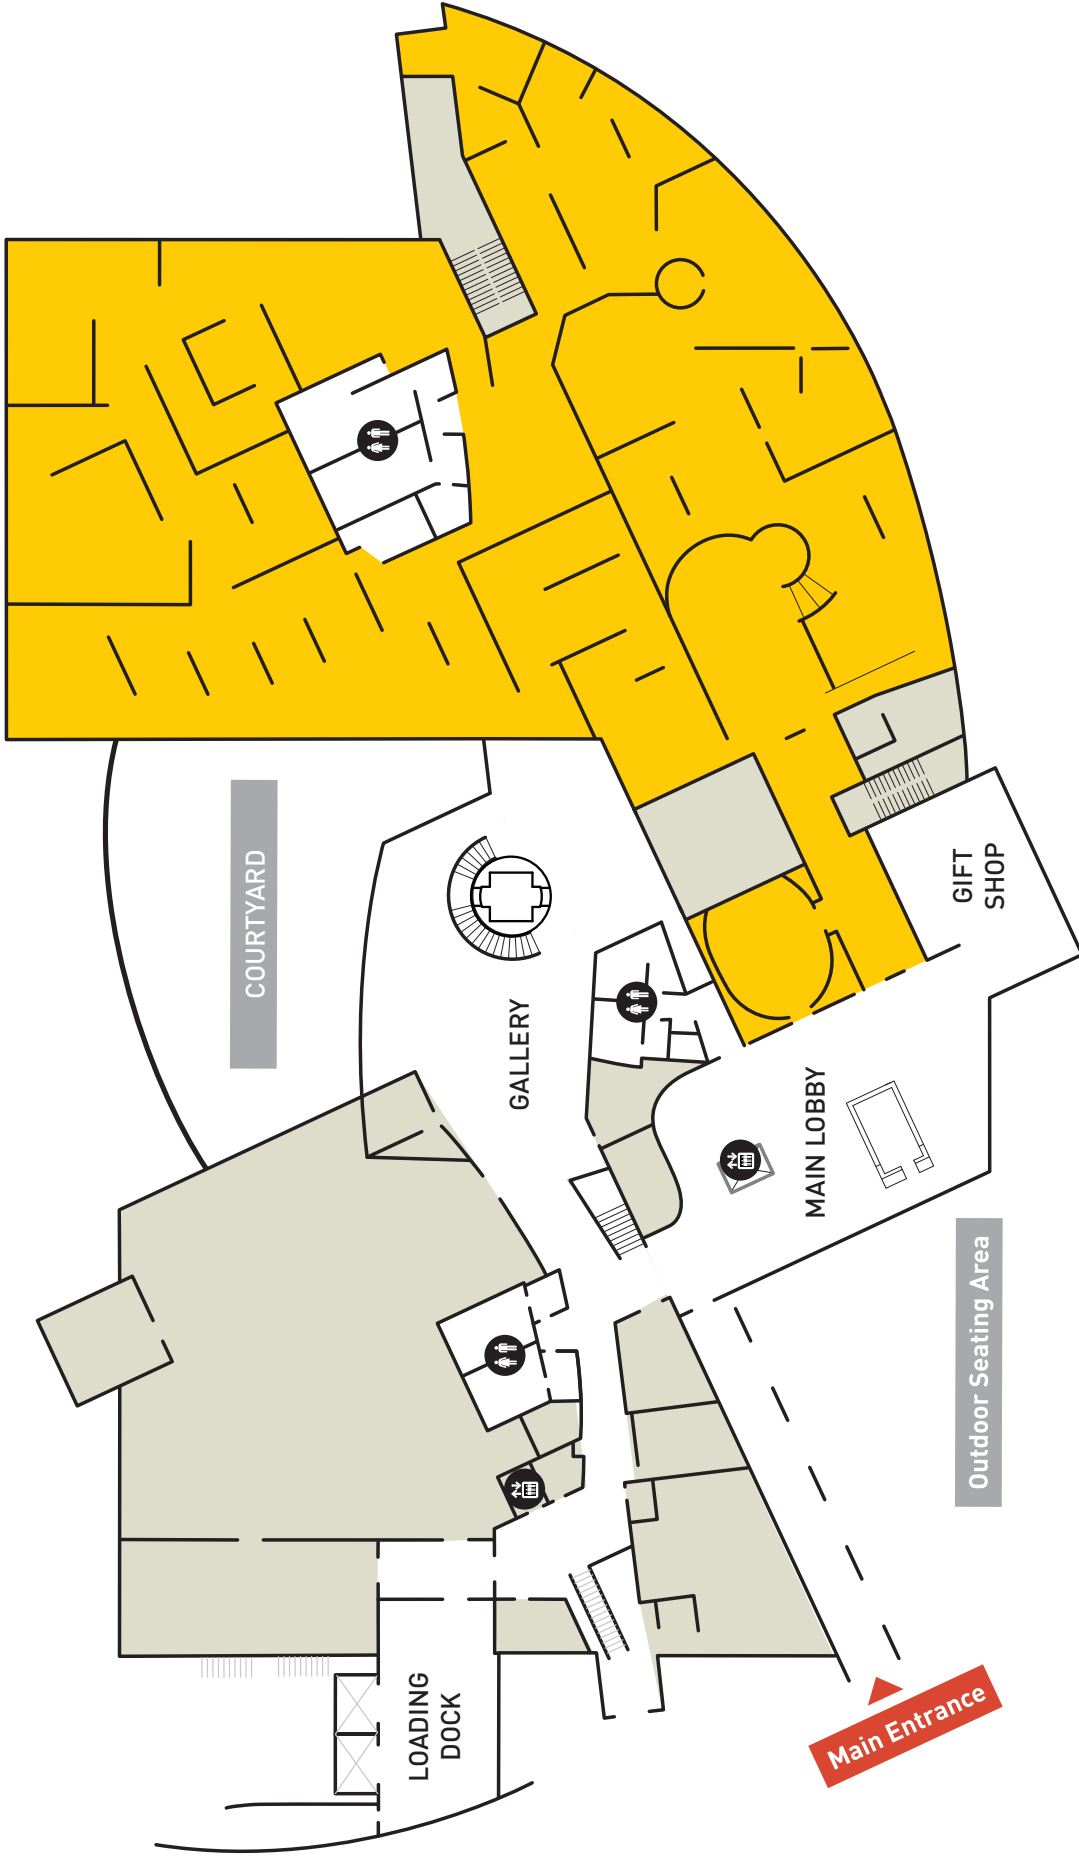 COURTYARD
GIFT
SHOP
GALLERY
MAIN LOBBY
Outdoor Seating Area
LOADING
DOCK
Main Entrance